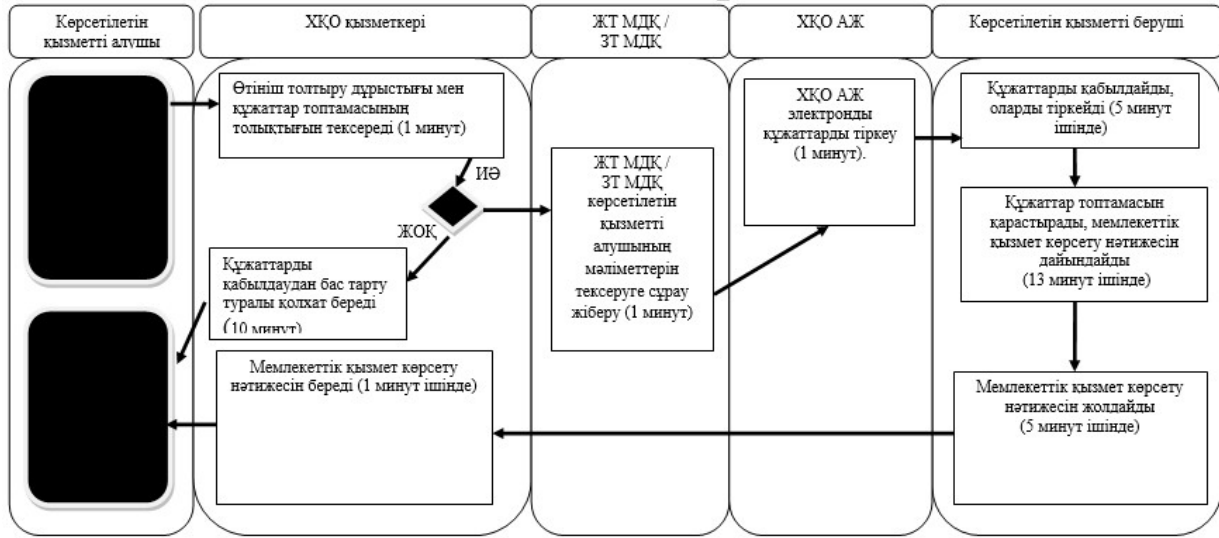 Көрсетілетін
қызметті алушы
ХҚО қызметкері
ЖТ МДҚ /
ЗТ МДҚ
ХҚО АЖ
Көрсетілетін қызметті беруші
Өтініш толтыру дұрыстығы мен
құжаттар топтамасының
толықтығын тексереді (1 минут)
ИӘ
ЖОҚ
Құжаттарды
қабылдаудан бас тарту
туралы қолхат береді
(10 минут)
Мемлекеттік қызмет көрсету
нәтижесін береді (1 минут ішінде)
ЖТ МДҚ /
ЗТ МДҚ
көрсетілетін
қызметті
алушының
мәліметтерін
тексеруге сұрау
жіберу (1 минут)
ХҚО АЖ
электронды
құжаттарды тіркеу
(1 минут).
Құжаттарды қабылдайды,
оларды тіркейді (5 минут
ішінде)
Құжаттар топтамасын
қарастырады, мемлекеттік
қызмет көрсету нәтижесін
дайындайды
(13 минут ішінде)
Мемлекеттік қызмет көрсету
нәтижесін жолдайды
(5 минут ішінде)